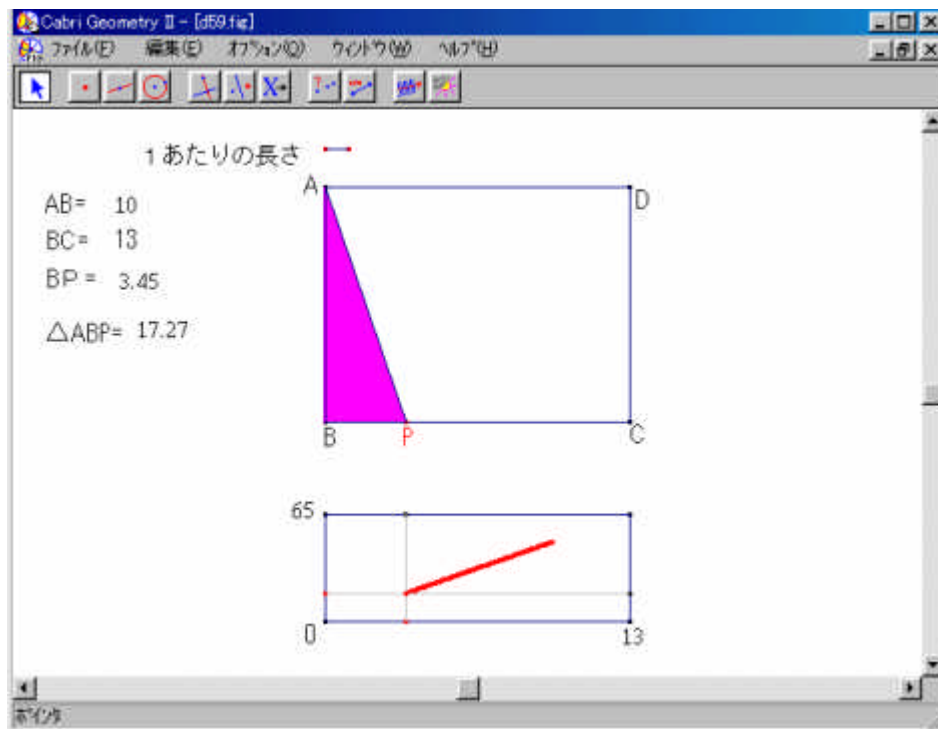 Cabri Geometry II - [d59.fig]
ファイル(F) 編集(E) オプション(O) ウィンドウ(W) ヘルプ(H)
1あたりの長さ
A
D
AB= 10
BC= 13
BP= 3.45
△ABP= 17.27
B
P
C
65
0
13
ポインタ